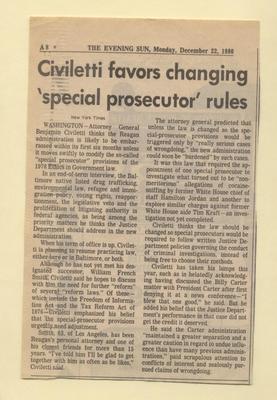 A 8
THE EVENING SUN, Monday, December 22, 1980
Civiletti favors changing
'special prosecutor' rules
New York Times
WASHINGTON—Attorney General
Benjamin Civiletti thinks the Reagan
administration is likely to be embar-
rassed within its first six months unless
it moves swiftly to modify the so-called
"special prosecutor" provisions of the
1978 Ethics in Government law.
In an end-of-term interview, the Bal-
timore native listed drug trafficking,
environmental law, refugee and immi-
gration policy, voting rights, reappor-
tionment, the legislative veto and the
proliferation of litigating authority in
federal agencies, as being among the
priority matters he thinks the Justice
Department should address in the new
administration.
When his term of office is up, Civilet-
ti is planning to resume practicing law,
either here or in Baltimore, or both.
Although he has not yet met his des-
ignated successor, William French
Smith, Civiletti said he hopes to discuss
with him the need for further "reform"
of several "reform laws." Of these—
which include the Freedom of Informa-
tion Act and the Tax Reform Act of
1976—Civiletti emphasized his belief
that the special-prosecutor provisions
urgently need adjustment.
Smith, 63, of Los Angeles, has been
Reagan's personal attorney and one of
his closest friends for more than 15
years. "I've told him I'll be glad to get
together with him as often as he likes,"
Civiletti said.
The attorney general predicted that
unless the law is changed so the spe-
cial-prosecutor provisions would be
triggered only by "really serious cases
of wrongdoing," the new administration
could soon be "burdened" by such cases.
It was this law that required the ap-
pointment of one special prosecutor to
investigate what turned out to be "non-
meritorious" allegations of cocaine-
sniffing by former White House chief of
staff Hamilton Jordan and another to
explore similar charges against former
White House aide Tim Kraft—an inves-
tigation not yet completed.
Civiletti thinks the law should be
changed so special prosecutors would be
required to follow written Justice De-
partment policies governing the conduct
of criminal investigations, instead of
being free to choose their methods.
Civiletti has taken his lumps this
year, such as in belatedly acknowledg-
ing having discussed the Billy Carter
matter with President Carter after first
denying it at a news conference—"I
blew that one good," he said. But he
added his belief that the Justice Depart-
ment's performance in that case did not
get the credit it deserved.
He said the Carter administration
"maintained a greater separation and a
greater caution in regard to undue influ-
ence than have many previous adminis-
trations," paid scrupulous attention to
conflicts of interest and zealously pur-
sued claims of wrongdoing.